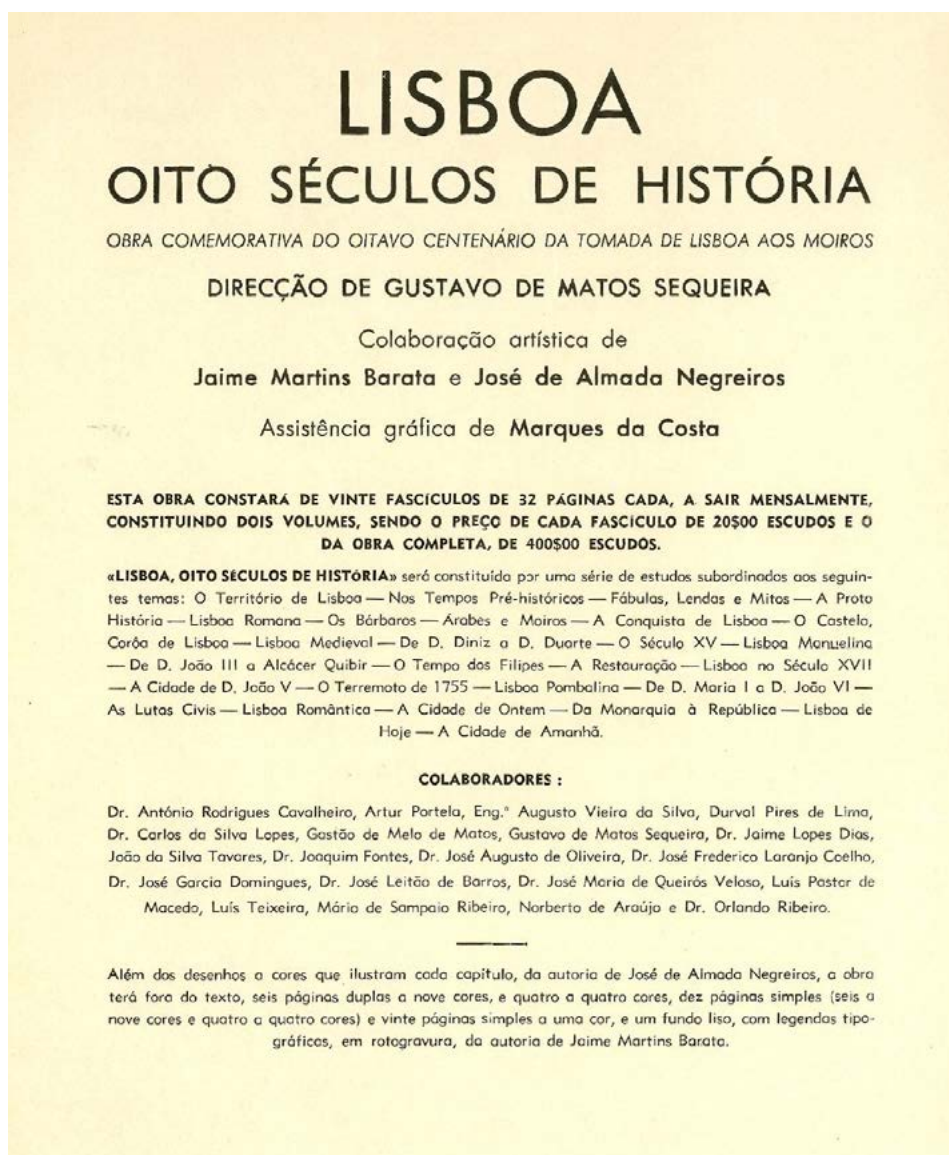 LISBOA
OITO SÉCULOS DE HISTÓRIA
OBRA COMEMORATIVA DO OITAVO CENTENÁRIO DA TOMADA DE LISBOA AOS MOIROS
DIRECÇÃO DE GUSTAVO DE MATOS SEQUEIRA
Colaboração artística de
Jaime Martins Barata e José de Almada Negreiros
Assistência gráfica de Marques da Costa
ESTA OBRA CONSTARÁ DE VINTE FASCÍCULOS DE 32 PÁGINAS CADA, A SAIR MENSALMENTE,
CONSTITUINDO DOIS VOLUMES, SENDO O PREÇO DE CADA FASCÍCULO DE 20$00 ESCUDOS E O
DA OBRA COMPLETA, DE 400$00 ESCUDOS.
«LISBOA, OITO SÉCULOS DE HISTÓRIA» será constituída por uma série de estudos subordinados aos seguin-
tes temas: O Território de Lisboa — Nos Tempos Pré-históricos — Fábulas, Lendas e Mitos — A Proto
História — Lisboa Romana — Os Bárbaros — Árabes e Moiros — A Conquista de Lisboa — O Castelo,
Corôa de Lisboa — Lisboa Medieval — De D. Diniz a D. Duarte — O Século XV — Lisboa Manuelina
— De D. João III a Alcácer Quibir — O Tempo dos Filipes — A Restauração — Lisboa no Século XVII
— A Cidade de D. João V — O Terremoto de 1755 — Lisboa Pombalina — De D. Maria I a D. João VI —
As Lutas Civis — Lisboa Romântica — A Cidade de Ontem — Da Monarquia à República — Lisboa de
Hoje — A Cidade de Amanhã.
COLABORADORES :
Dr. António Rodrigues Cavalheiro, Artur Portela, Eng.º Augusto Vieira da Silva, Durval Pires de Lima,
Dr. Carlos da Silva Lopes, Gastão de Melo de Matos, Gustavo de Matos Sequeira, Dr. Jaime Lopes Dias,
João da Silva Tavares, Dr. Joaquim Fontes, Dr. José Augusto de Oliveira, Dr. José Frederico Laranjo Coelho,
Dr. José Garcia Domingues, Dr. José Leitão de Barros, Dr. José Maria de Queirós Veloso, Luís Pastor de
Macedo, Luís Teixeira, Mário de Sampaio Ribeiro, Norberto de Araújo e Dr. Orlando Ribeiro.
Além dos desenhos a cores que ilustram cada capítulo, da autoria de José de Almada Negreiros, a obra
terá fora do texto, seis páginas duplas a nove cores, e quatro a quatro cores, dez páginas simples (seis a
nove cores e quatro a quatro cores) e vinte páginas simples a uma cor, e um fundo liso, com legendas tipo-
gráficas, em rotogravura, da autoria de Jaime Martins Barata.